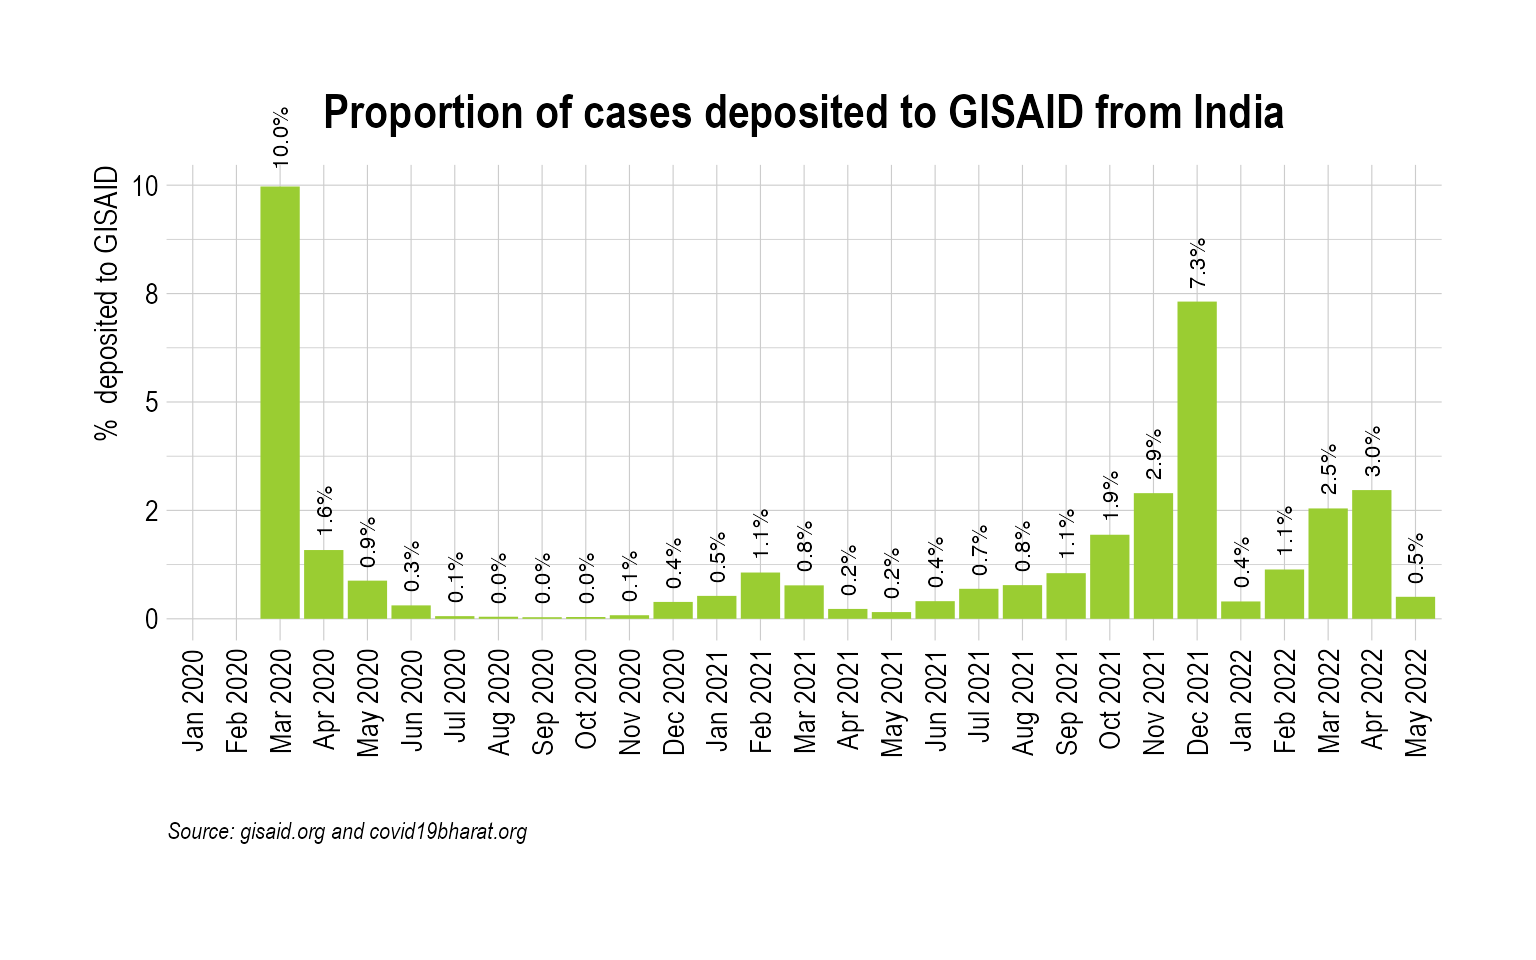 Proportion of cases deposited to GISAID from India
% deposited to GISAID
10
8
5
2
0
10.0%
1.6%
0.9%
0.3%
0.1%
0.0%
0.0%
0.0%
0.1%
0.4%
0.5%
1.1%
0.8%
0.2%
0.2%
0.4%
0.7%
0.8%
1.1%
1.9%
2.9%
7.3%
0.4%
1.1%
2.5%
3.0%
0.5%
Jan 2020
Feb 2020
Mar 2020
Apr 2020
May 2020
Jun 2020
Jul 2020
Aug 2020
Sep 2020
Oct 2020
Nov 2020
Dec 2020
Jan 2021
Feb 2021
Mar 2021
Apr 2021
May 2021
Jun 2021
Jul 2021
Aug 2021
Sep 2021
Oct 2021
Nov 2021
Dec 2021
Jan 2022
Feb 2022
Mar 2022
Apr 2022
May 2022
Source: gisaid.org and covid19bharat.org